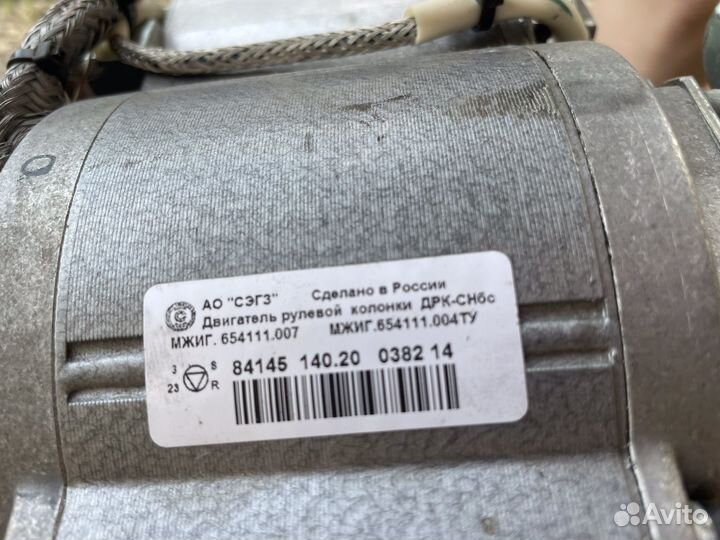 АО "СЭГЗ" Сделано в России
Двигатель рулевой колонки ДРК-СНбс
МЖИГ. 654111.007 МЖИГ.654111.004ТУ
3 S
23 R
84145 140.20 0382 14
Avito